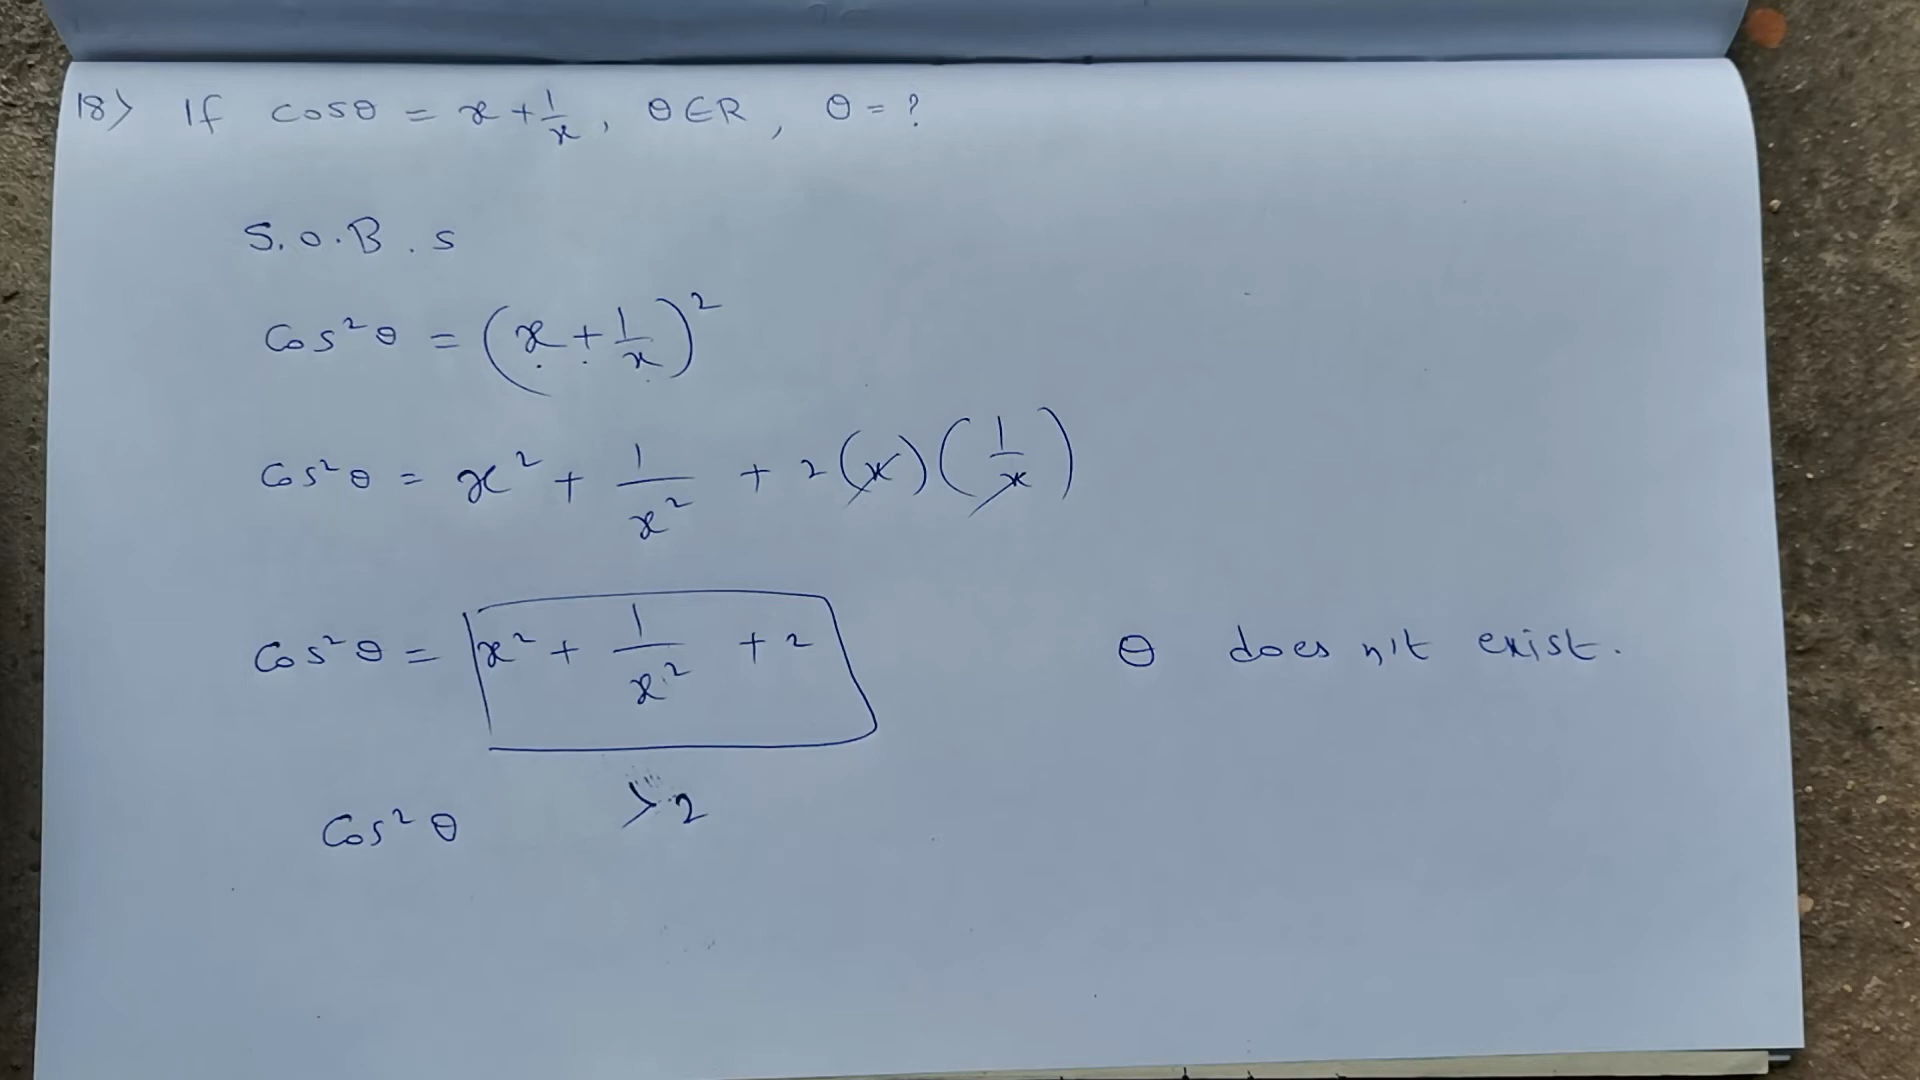 18) If cosθ = x + 1/x, θ∈R, θ = ?
S.O.B.S
Cos²θ = (x + 1/x)²
Cos²θ = x² + 1/x² + 2(x)(1/x)
Cos²θ = x² + 1/x² + 2
θ does n't exist.
Cos²θ > 2